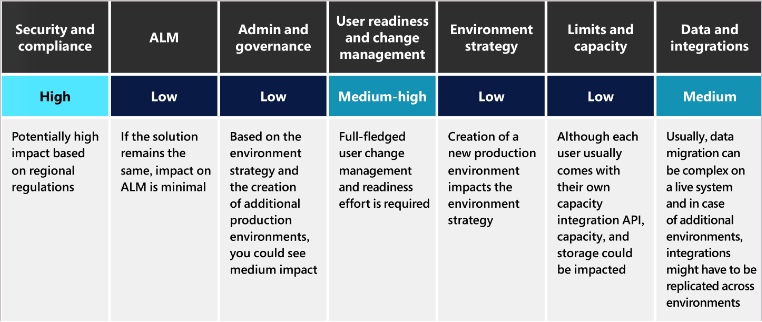 Security and
compliance
ALM
Admin and
governance
User readiness
and change
management
Environment
strategy
Limits and
capacity
Data and
integrations
High
Low
Low
Medium-high
Low
Low
Medium
Potentially high
impact based
on regional
regulations
If the solution
remains the
same, impact on
ALM is minimal
Based on the
environment
strategy and
the creation
of additional
production
environments,
you could see
medium impact
Full-fledged
user change
management
and readiness
effort is required
Creation of a
new production
environment
impacts the
environment
strategy
Although each
user usually
comes with
their own
capacity
integration API,
capacity, and
storage could
be impacted
Usually, data
migration can
be complex on
a live system
and in case
of additional
environments,
integrations
might have to be
replicated across
environments